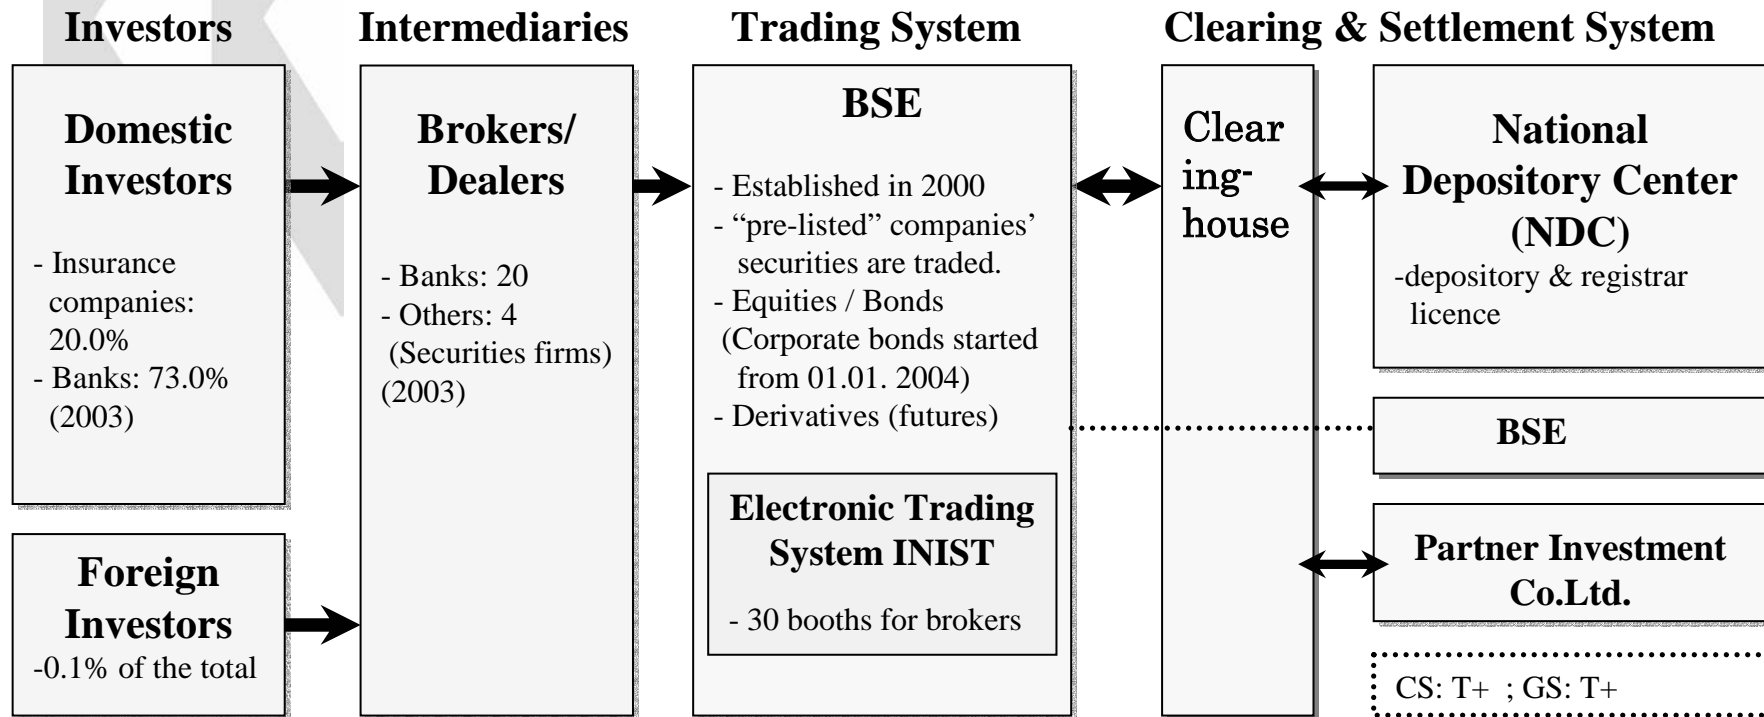 Investors
Intermediaries
Trading System
Clearing & Settlement System
Domestic
Investors
- Insurance
companies:
20.0%
- Banks: 73.0%
(2003)
Foreign
Investors
-0.1% of the total
Brokers/
Dealers
- Banks: 20
- Others: 4
(Securities firms)
(2003)
BSE
- Established in 2000
- “pre-listed” companies’
securities are traded.
- Equities / Bonds
(Corporate bonds started
from 01.01. 2004)
- Derivatives (futures)
Electronic Trading
System INIST
- 30 booths for brokers
Clear
ing-
house
National
Depository Center
(NDC)
-depository & registrar
licence
BSE
Partner Investment
Co.Ltd.
CS: T+ ; GS: T+